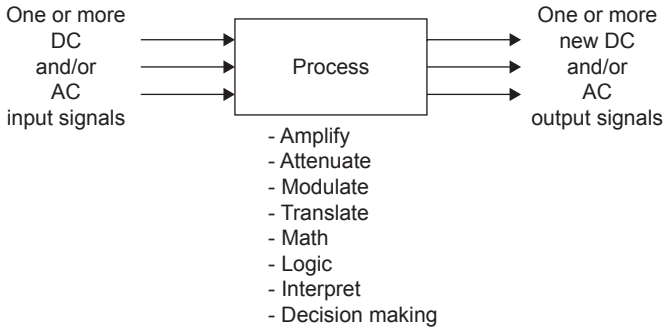 One or more
DC
and/or
AC
input signals
Process
- Amplify
- Attenuate
- Modulate
- Translate
- Math
- Logic
- Interpret
- Decision making
One or more
new DC
and/or
AC
output signals